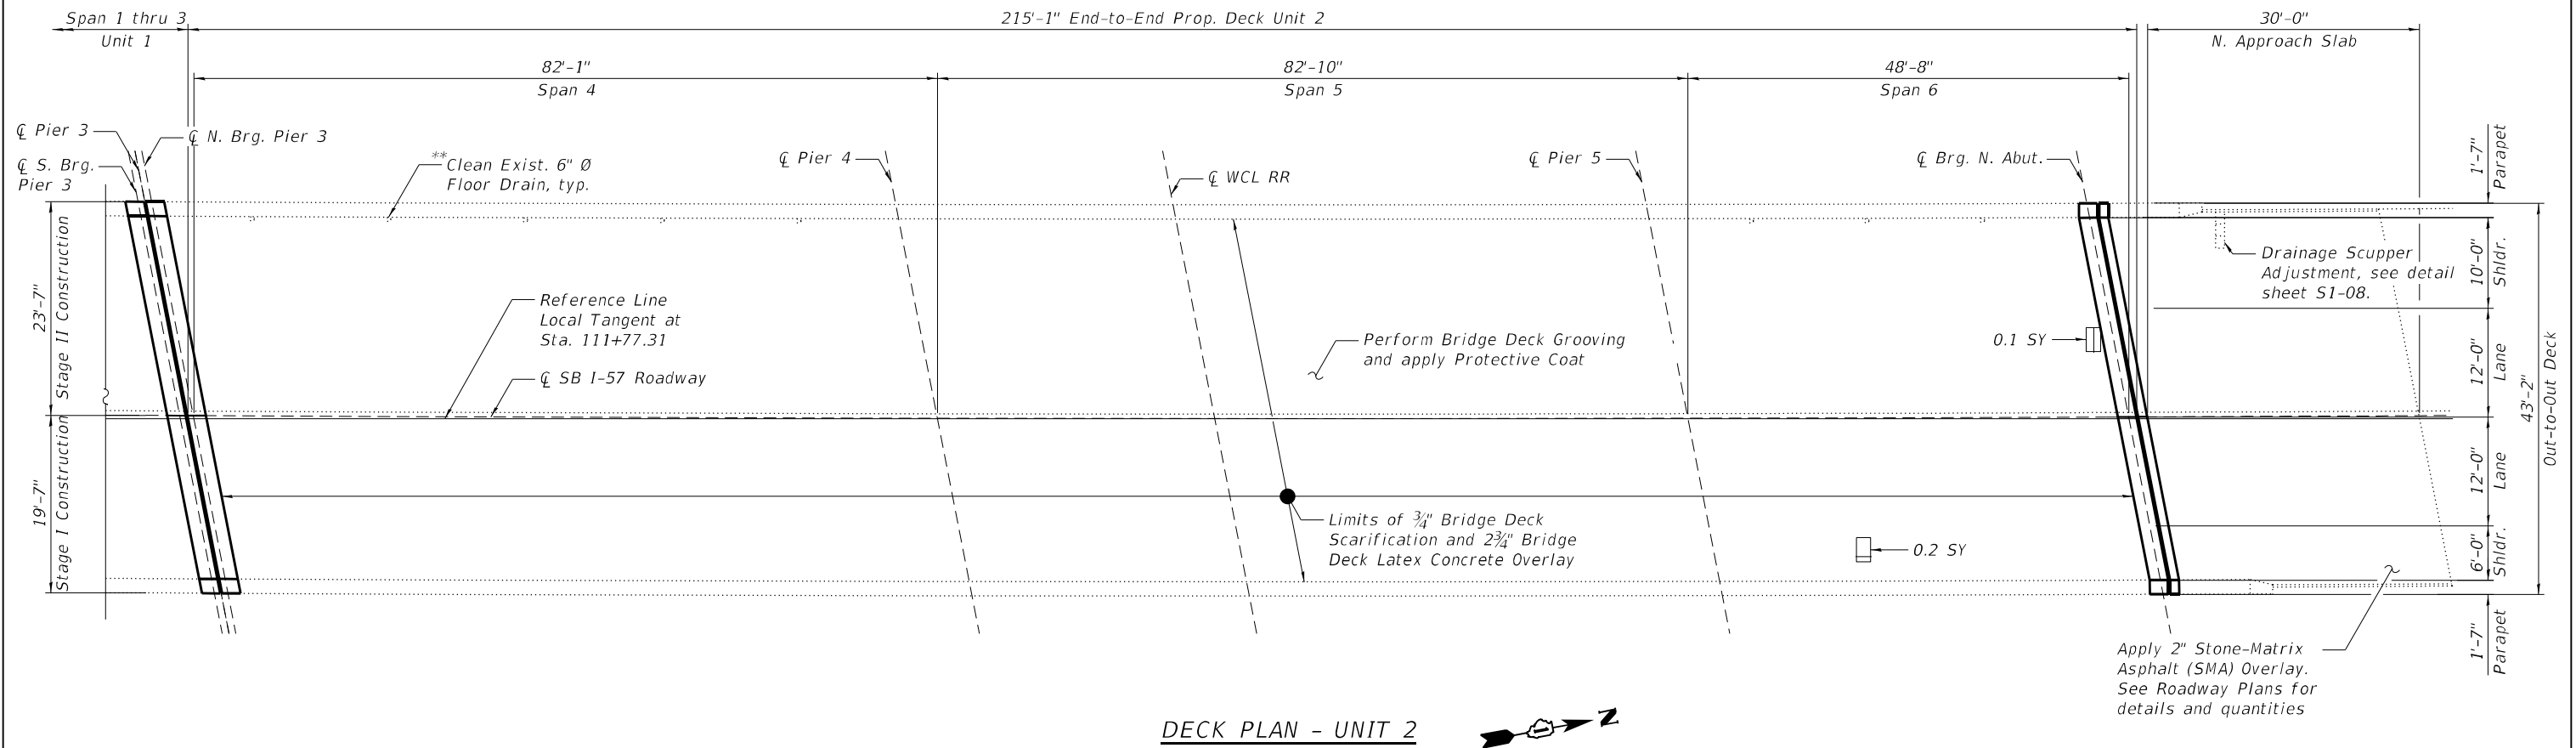 Span 1 thru 3
Unit 1
215'-1" End-to-End Prop. Deck Unit 2
30'-0"
N. Approach Slab
82'-1"
Span 4
82'-10"
Span 5
48'-8"
Span 6
℄ Pier 3
℄ N. Brg. Pier 3
℄ S. Brg.
Pier 3
**Clean Exist. 6" Ø
Floor Drain, typ.
℄ Pier 4
℄ WCL RR
℄ Pier 5
℄ Brg. N. Abut.
1'-7"
Parapet
23'-7"
Stage II Construction
Reference Line
Local Tangent at
Sta. 111+77.31
℄ SB I-57 Roadway
Perform Bridge Deck Grooving
and apply Protective Coat
0.1 SY
Drainage Scupper
Adjustment, see detail
sheet S1-08.
10'-0"
Shldr.
12'-0"
Lane
43'-2"
Out-to-Out Deck
19'-7"
Stage I Construction
Limits of ¾" Bridge Deck
Scarification and 2¾" Bridge
Deck Latex Concrete Overlay
0.2 SY
12'-0"
Lane
6'-0"
Shldr.
1'-7"
Parapet
Apply 2" Stone-Matrix
Asphalt (SMA) Overlay.
See Roadway Plans for
details and quantities
DECK PLAN - UNIT 2
N